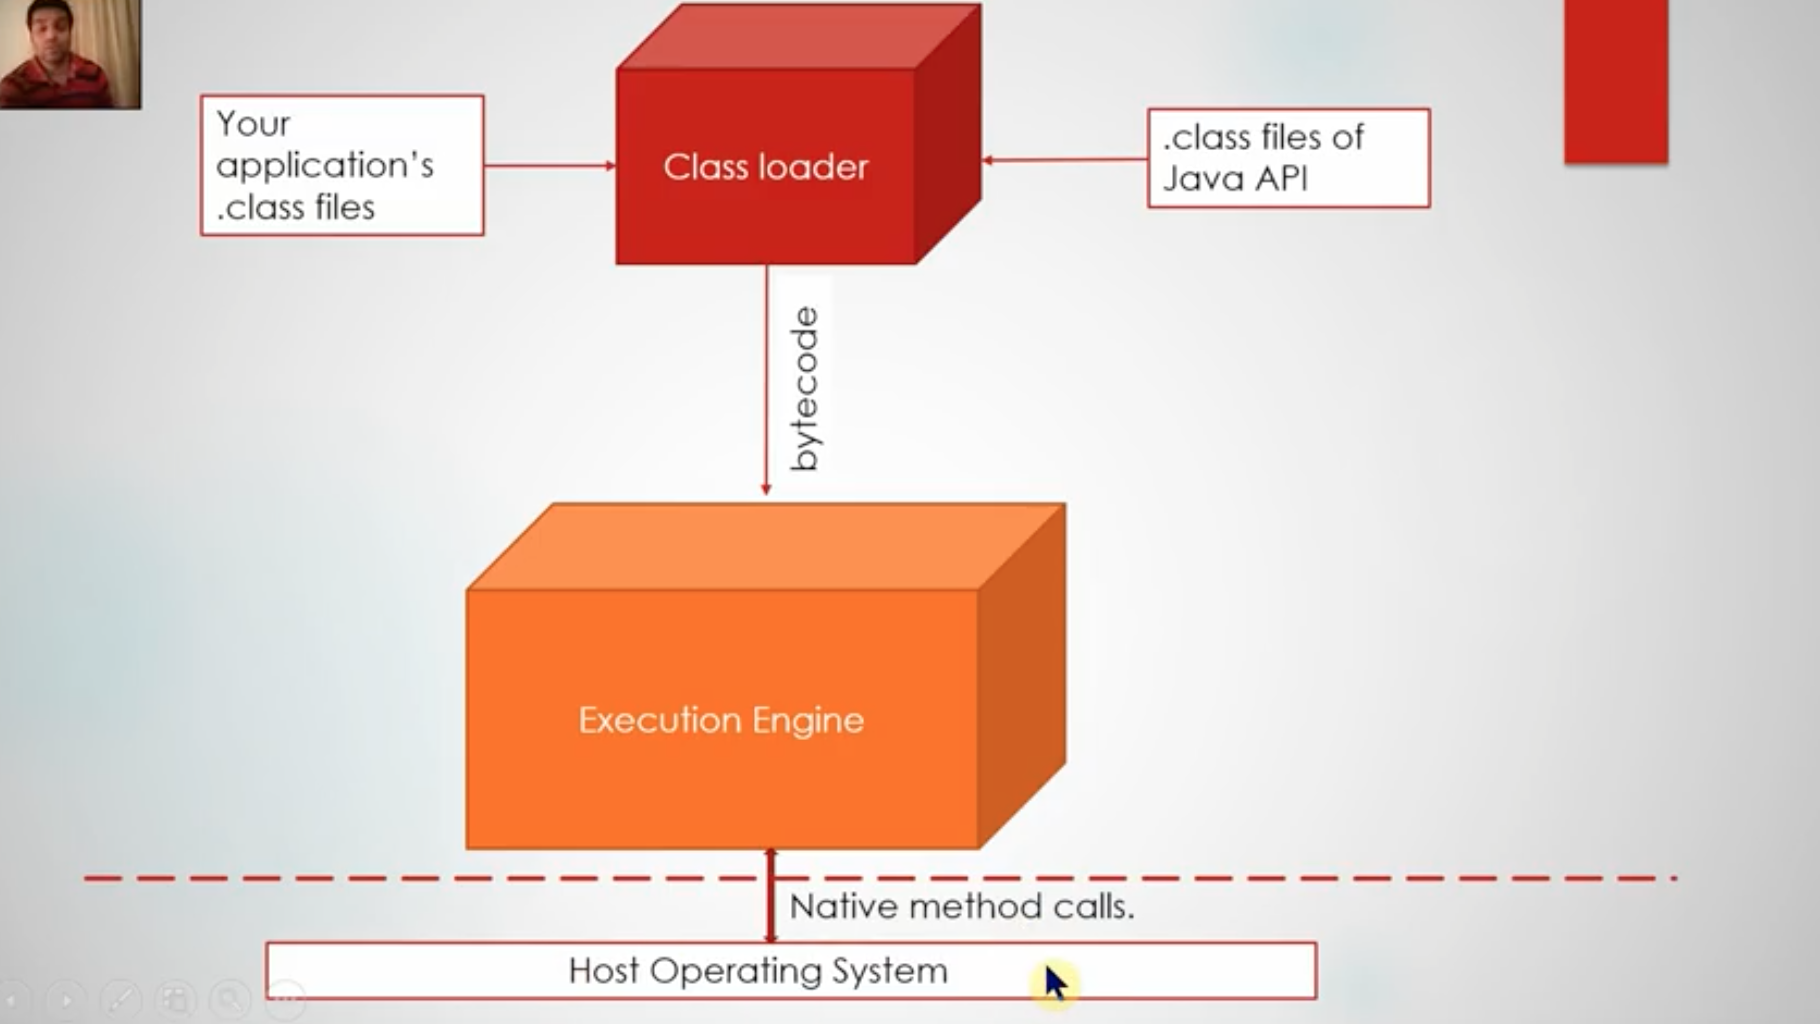 Your
application's
.class files
Class loader
.class files of
Java API
bytecode
Execution Engine
Native method calls.
Host Operating System